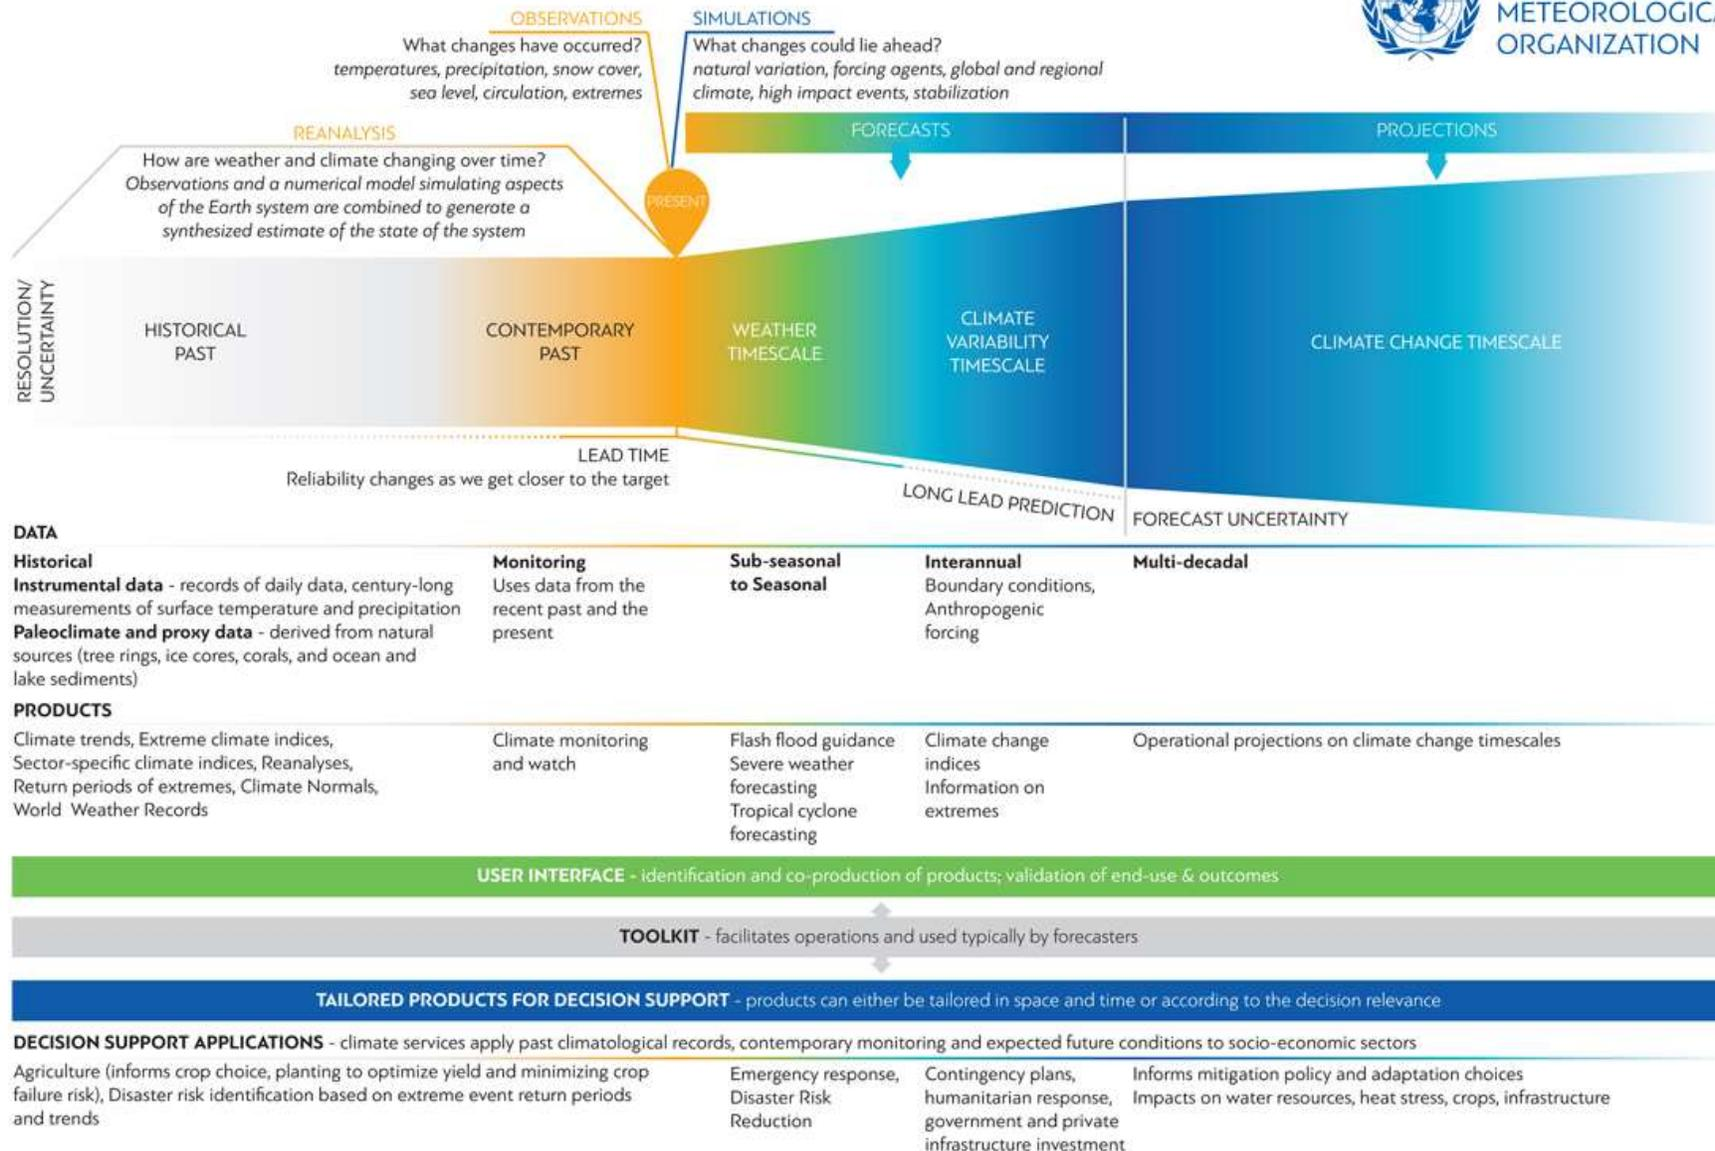 METEOROLOGICA
ORGANIZATION
OBSERVATIONS
What changes have occurred?
temperatures, precipitation, snow cover,
sea level, circulation, extremes
SIMULATIONS
What changes could lie ahead?
natural variation, forcing agents, global and regional
climate, high impact events, stabilization
REANALYSIS
How are weather and climate changing over time?
Observations and a numerical model simulating aspects
of the Earth system are combined to generate a
synthesized estimate of the state of the system
FORECASTS
PROJECTIONS
PRESENT
RESOLUTION/
UNCERTAINTY
HISTORICAL
PAST
CONTEMPORARY
PAST
WEATHER
TIMESCALE
CLIMATE
VARIABILITY
TIMESCALE
CLIMATE CHANGE TIMESCALE
LEAD TIME
Reliability changes as we get closer to the target
LONG LEAD PREDICTION
FORECAST UNCERTAINTY
DATA
Historical
Instrumental data - records of daily data, century-long
measurements of surface temperature and precipitation
Paleoclimate and proxy data - derived from natural
sources (tree rings, ice cores, corals, and ocean and
lake sediments)
Monitoring
Uses data from the
recent past and the
present
Sub-seasonal
to Seasonal
Interannual
Boundary conditions,
Anthropogenic
forcing
Multi-decadal
PRODUCTS
Climate trends, Extreme climate indices,
Sector-specific climate indices, Reanalyses,
Return periods of extremes, Climate Normals,
World Weather Records
Climate monitoring
and watch
Flash flood guidance
Severe weather
forecasting
Tropical cyclone
forecasting
Climate change
indices
Information on
extremes
Operational projections on climate change timescales
USER INTERFACE - identification and co-production of products; validation of end-use & outcomes
TOOLKIT - facilitates operations and used typically by forecasters
TAILORED PRODUCTS FOR DECISION SUPPORT - products can either be tailored in space and time or according to the decision relevance
DECISION SUPPORT APPLICATIONS - climate services apply past climatological records, contemporary monitoring and expected future conditions to socio-economic sectors
Agriculture (informs crop choice, planting to optimize yield and minimizing crop
failure risk), Disaster risk identification based on extreme event return periods
and trends
Emergency response,
Disaster Risk
Reduction
Contingency plans,
humanitarian response,
government and private
infrastructure investment
Informs mitigation policy and adaptation choices
Impacts on water resources, heat stress, crops, infrastructure